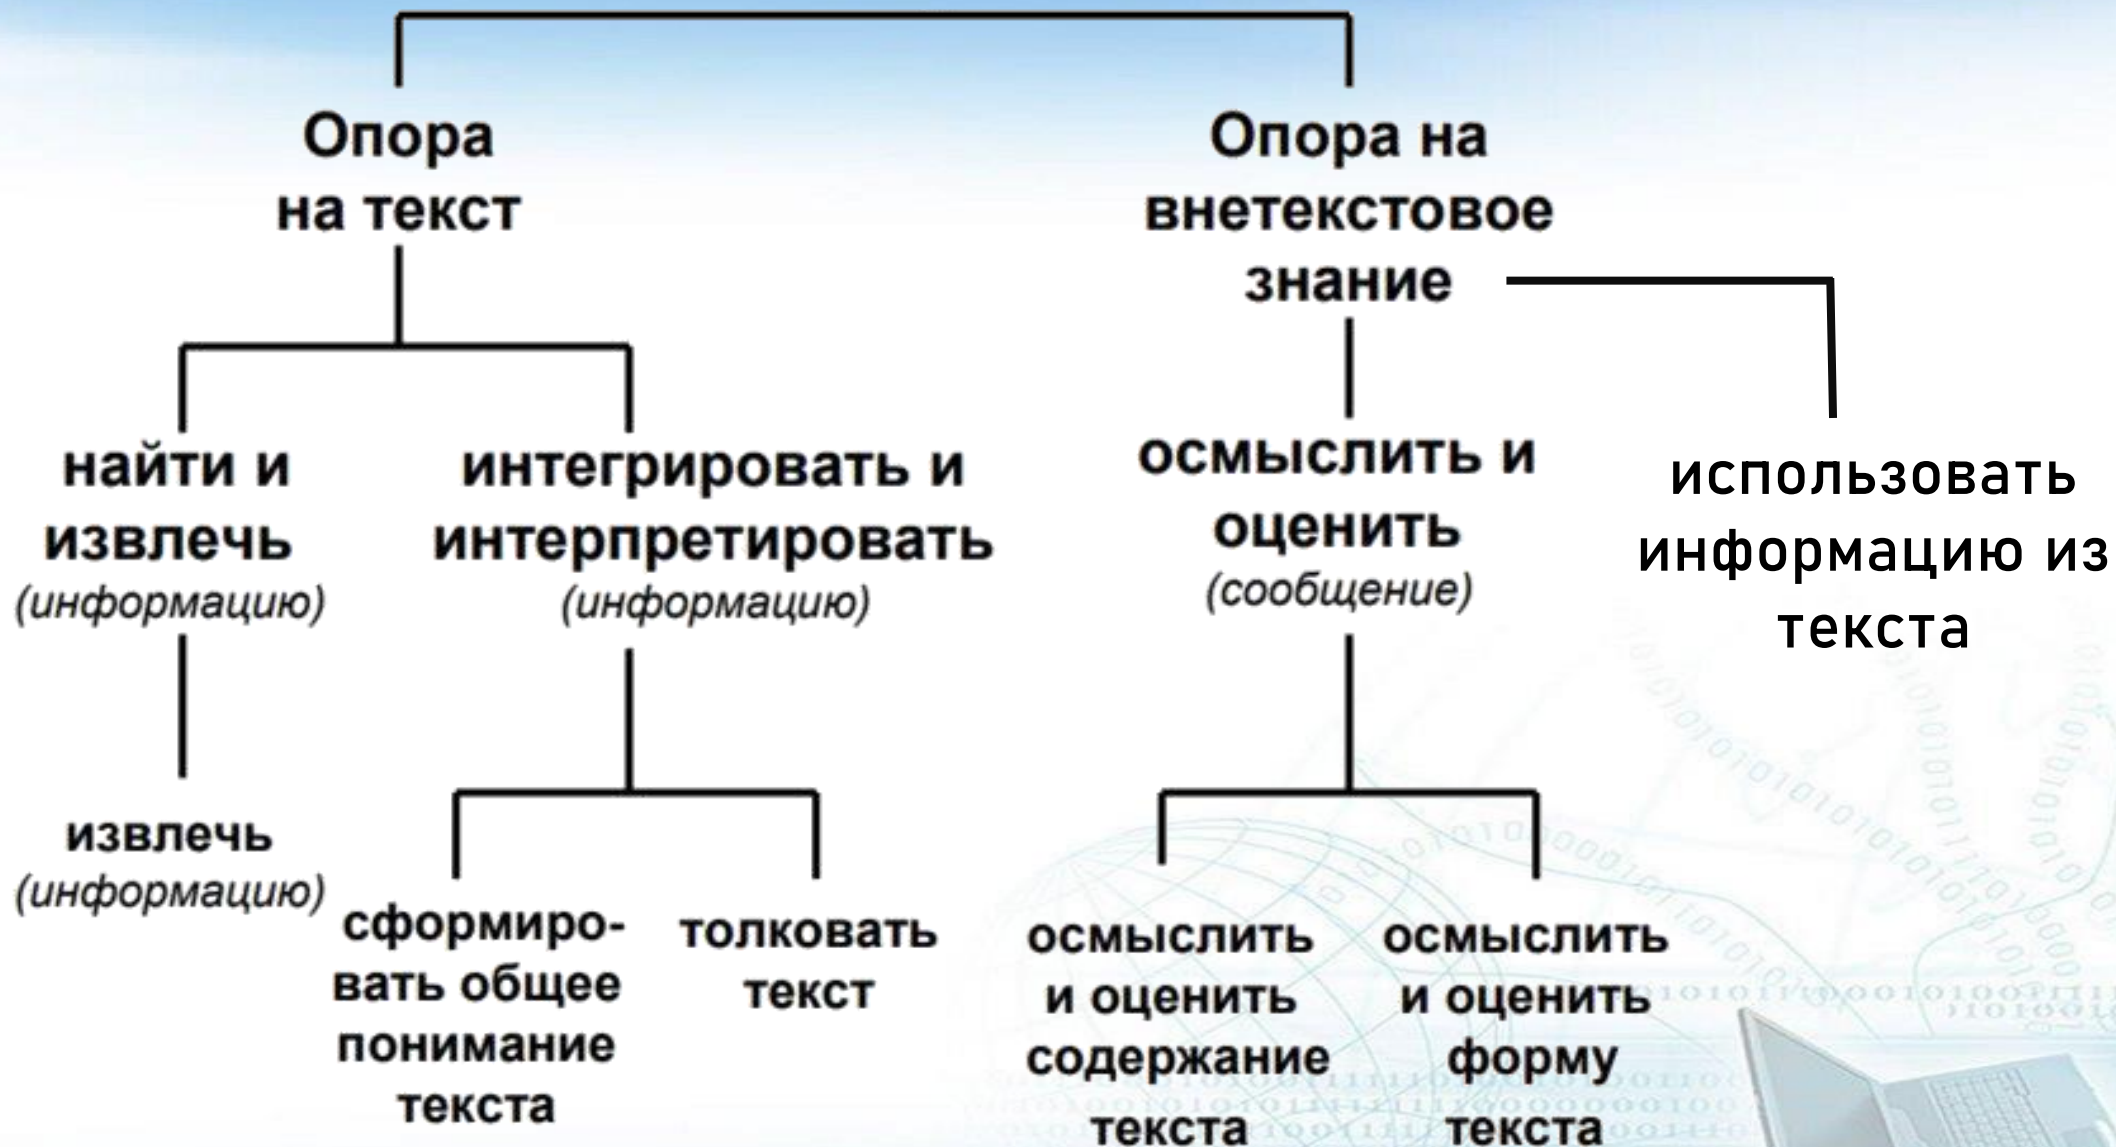 Опора
на текст
Опора на
внетекстовое
знание
найти и
извлечь
(информацию)
интегрировать и
интерпретировать
(информацию)
осмыслить и
оценить
(сообщение)
использовать
информацию из
текста
извлечь
(информацию)
сформиро-
вать общее
понимание
текста
толковать
текст
осмыслить
и оценить
содержание
текста
осмыслить
и оценить
форму
текста